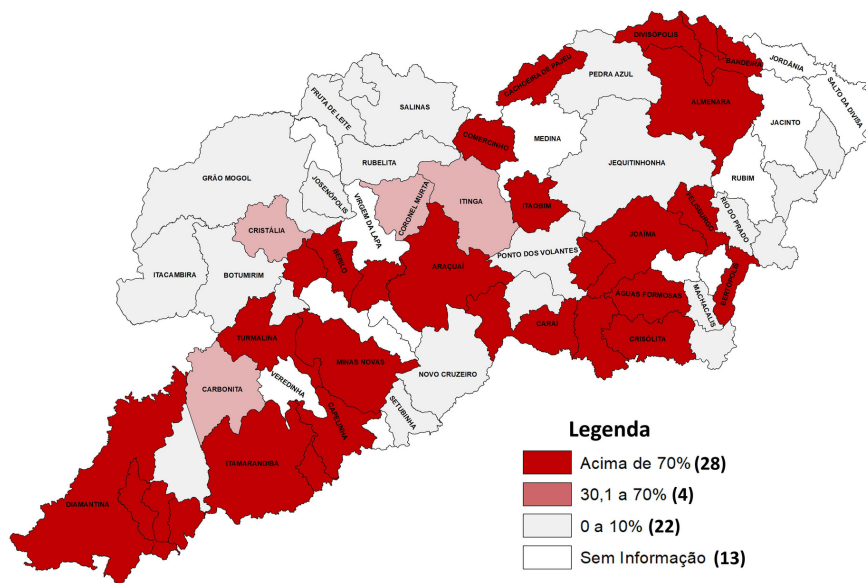 DIVISÓPOLIS
BANDEIRA
JORDÂNIA
SALTO DA DIVISA
CACHOEIRA DE PAJEU
PEDRA AZUL
ALMENARA
JACINTO
FRUTA DE LEITE
SALINAS
COMERCINHO
MEDINA
JEQUITINHONHA
RUBIM
RUBELITA
GRÃO MOGOL
JOSENÓPOLIS
VIRGEM DA LAPA
CORONEL MURTA
ITINGA
ITAOBIM
FELISBURGO
RIO DO PRADO
CRISTÁLIA
BERILO
ARAÇUAÍ
PONTO DOS VOLANTES
JOAÍMA
ITACAMBIRA
BOTUMIRIM
ÁGUAS FORMOSAS
MACHACALIS
BERTÓPOLIS
TURMALINA
MINAS NOVAS
CARAÍ
CRISÓLITA
CARBONITA
VEREDINHA
NOVO CRUZEIRO
SETUBINHA
CAPELINHA
ITAMARANDIBA
DIAMANTINA
Legenda
Acima de 70% (28)
30,1 a 70% (4)
0 a 10% (22)
Sem Informação (13)